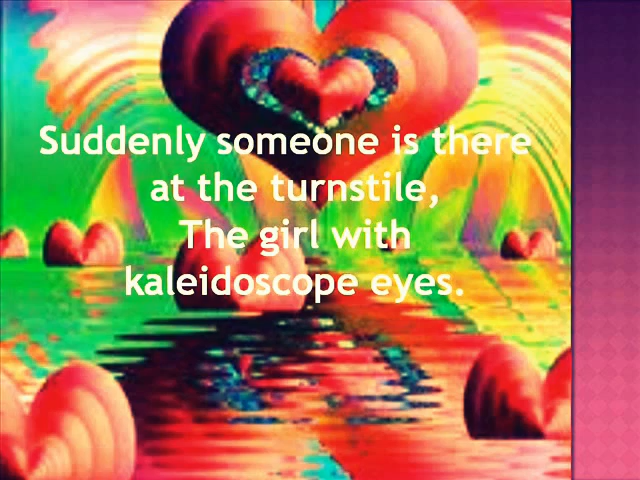 Suddenly someone is there
at the turnstile,
The girl with
kaleidoscope eyes.